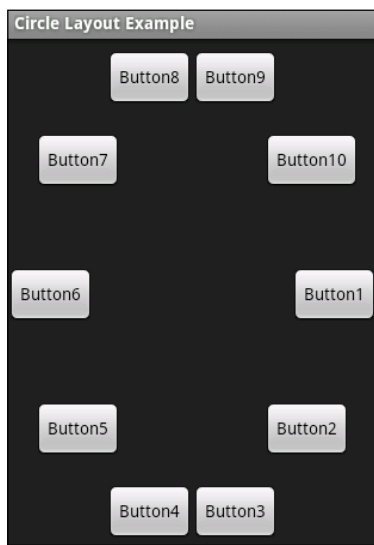 Circle Layout Example
Button8 Button9
Button7 Button10
Button6 Button1
Button5 Button2
Button4 Button3